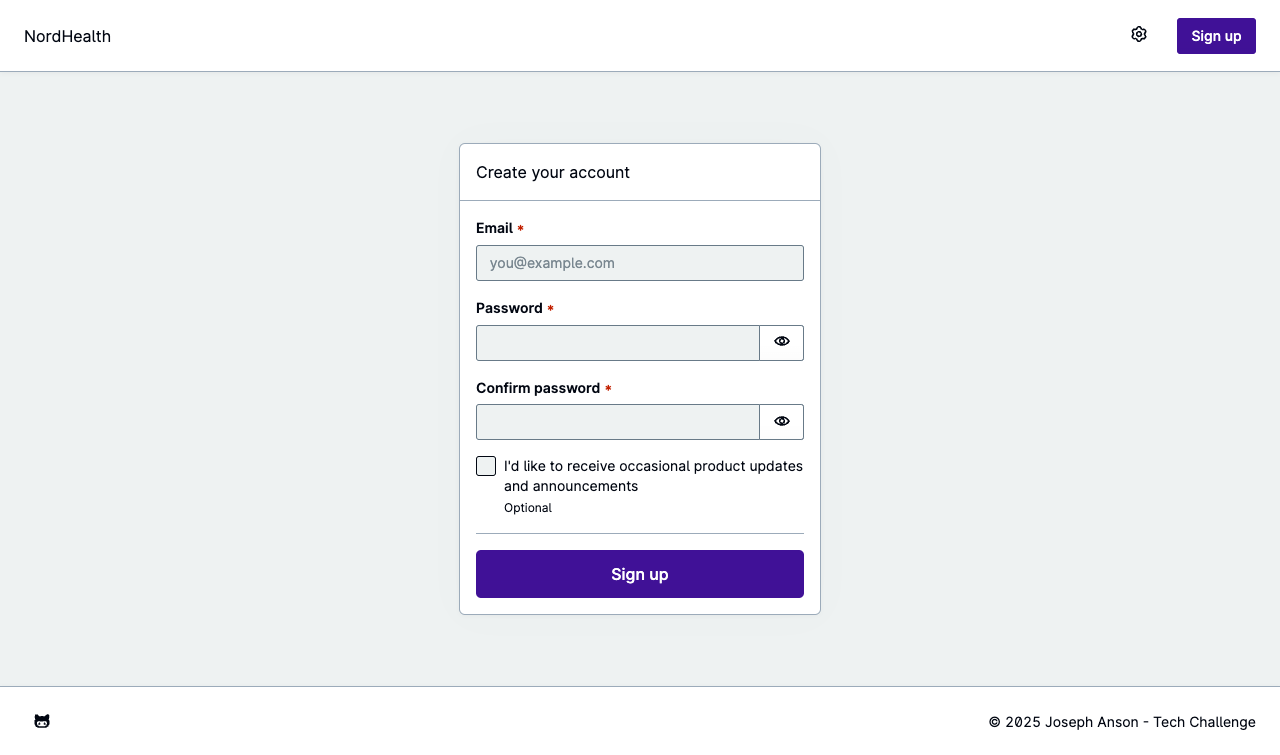 NordHealth
Sign up
Create your account
Email *
you@example.com
Password *
Confirm password *
I'd like to receive occasional product updates
and announcements
Optional
Sign up
© 2025 Joseph Anson - Tech Challenge